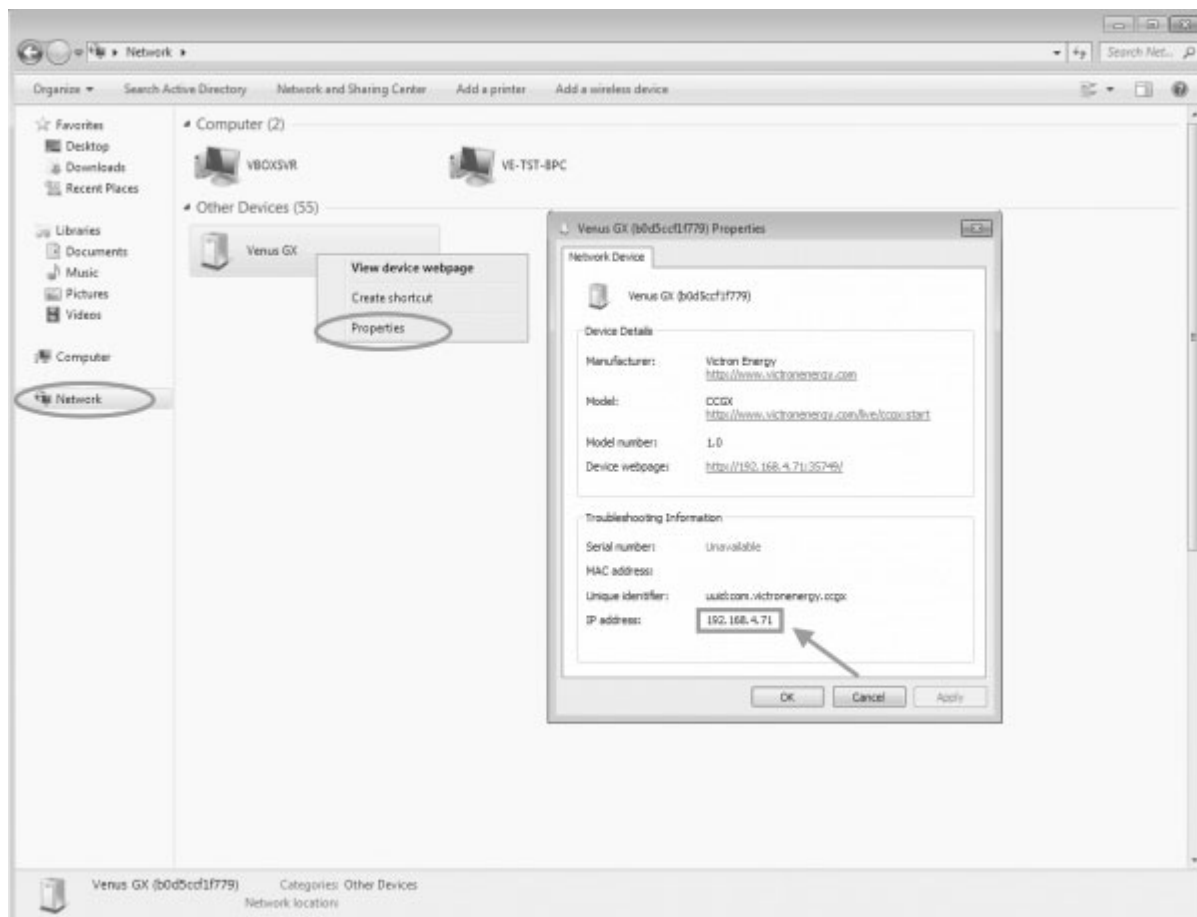 Network
Search Net...
Organize Search Active Directory Network and Sharing Center Add a printer Add a wireless device
Favorites
Desktop
Downloads
Recent Places
Libraries
Documents
Music
Pictures
Videos
Computer
Network
Computer (2)
VBOXSVR VE-TST-BPC
Other Devices (55)
Venus GX
View device webpage
Create shortcut
Properties
Venus GX (b0d5ccf1f779) Properties
Network Device
Venus GX (b0d5ccf1f779)
Device Details
Manufacturer: Victron Energy
http://www.victronenergy.com
Model: CCGX
http://www.victronenergy.com/live/ccgx:start
Model number: 1.0
Device webpage: http://192.168.4.71:35749/
Troubleshooting Information
Serial number: Unavailable
MAC address:
Unique identifier: uuid:com.victronenergy.ccgx
IP address: 192.168.4.71
OK Cancel Apply
Venus GX (b0d5ccf1f779) Categories: Other Devices
Network location: